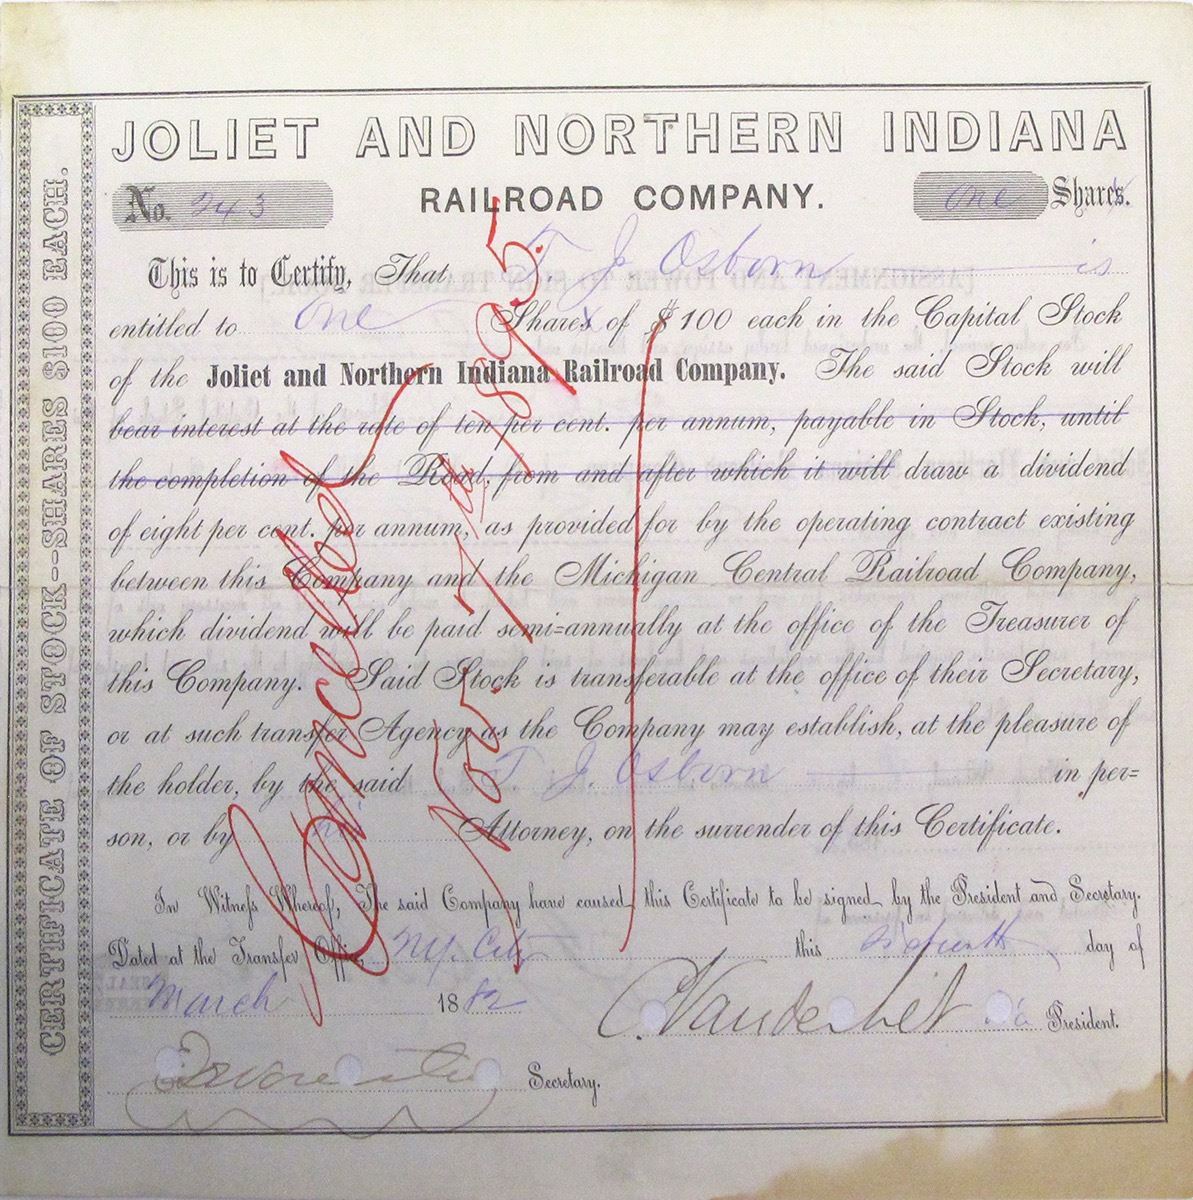 JOLIET AND NORTHERN INDIANA
RAILROAD COMPANY.
No. 243
One Shares.
CERTIFICATE OF STOCK--SHARES $100 EACH.
This is to Certify, That T J. Osborn is
entitled to One Shares of $100 each in the Capital Stock
of the Joliet and Northern Indiana Railroad Company. The said Stock will
bear interest at the rate of ten per cent. per annum, payable in Stock, until
the completion of the Road, from and after which it will draw a dividend
of eight per cent. per annum, as provided for by the operating contract existing
between this Company and the Michigan Central Railroad Company,
which dividend will be paid semi=annually at the office of the Treasurer of
this Company. Said Stock is transferable at the office of their Secretary,
or at such transfer Agency as the Company may establish, at the pleasure of
the holder, by the said T J. Osborn in per=
son, or by his Attorney, on the surrender of this Certificate.
In Witness Whereof, The said Company have caused this Certificate to be signed by the President and Secretary.
Dated at the Transfer Office N.Y. City this day of
March 1882
C. Vanderbilt President.
Secretary.
Cancelled
Nov. 7th 1895.